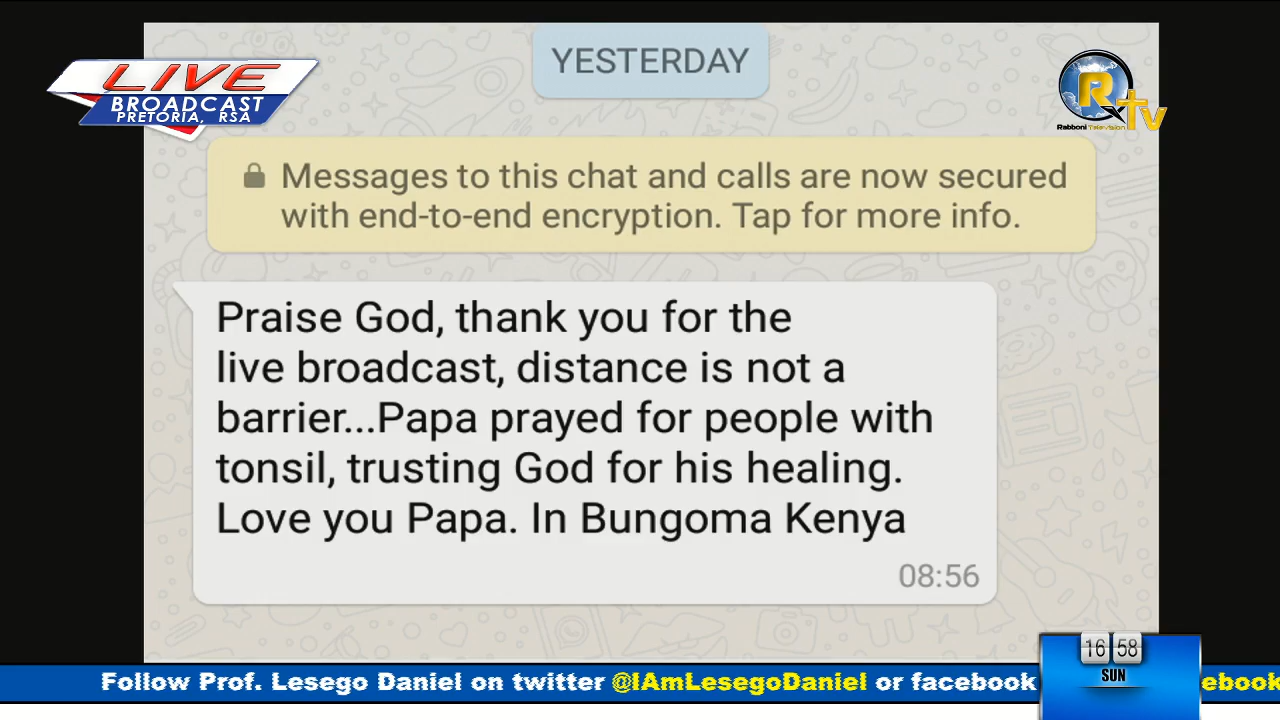 YESTERDAY
LIVE
BROADCAST
PRETORIA, RSA
R
tv
Rabboni Television
Messages to this chat and calls are now secured
with end-to-end encryption. Tap for more info.
Praise God, thank you for the
live broadcast, distance is not a
barrier...Papa prayed for people with
tonsil, trusting God for his healing.
Love you Papa. In Bungoma Kenya
08:56
16 58
SUN
Follow Prof. Lesego Daniel on twitter @IAmLesegoDaniel or facebook ebook